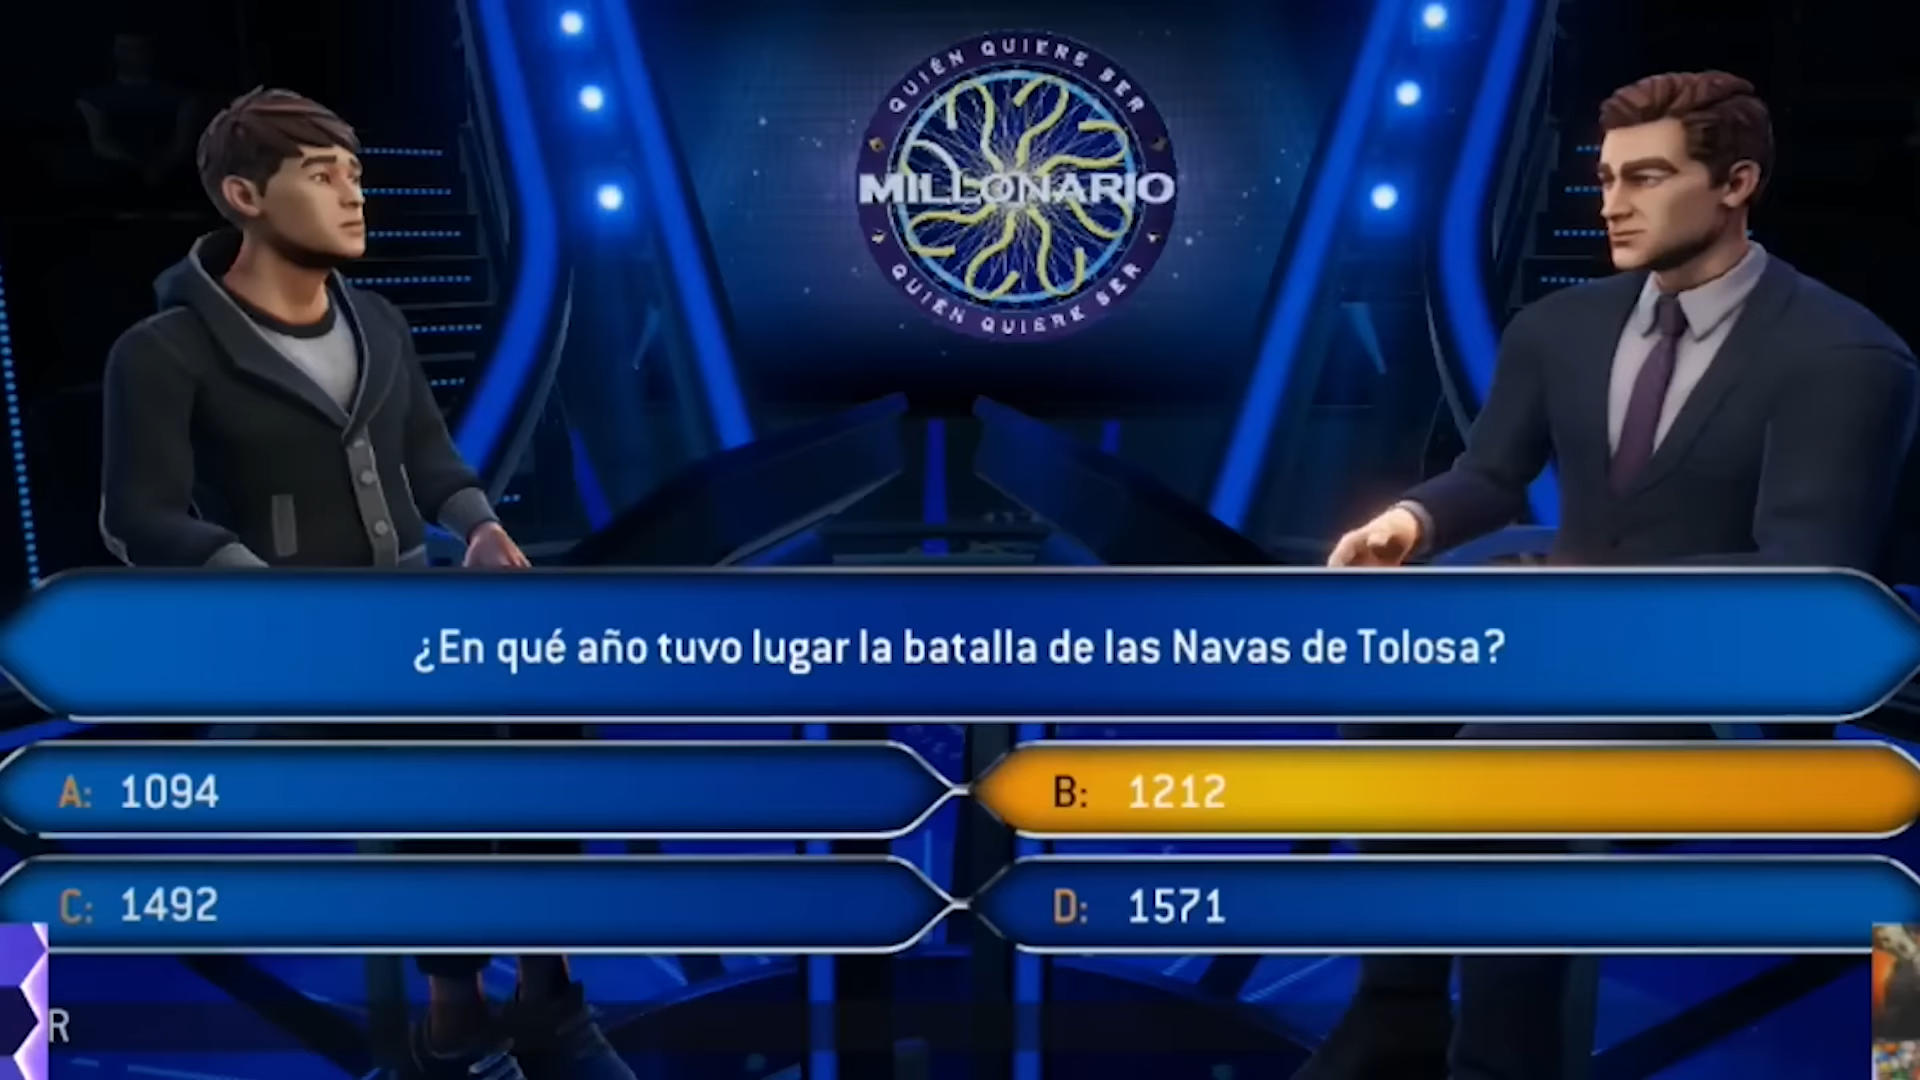 QUIÉN QUIERE SER
MILLONARIO
QUIÉN QUIERE SER
¿En qué año tuvo lugar la batalla de las Navas de Tolosa?
A: 1094
B: 1212
C: 1492
D: 1571
R